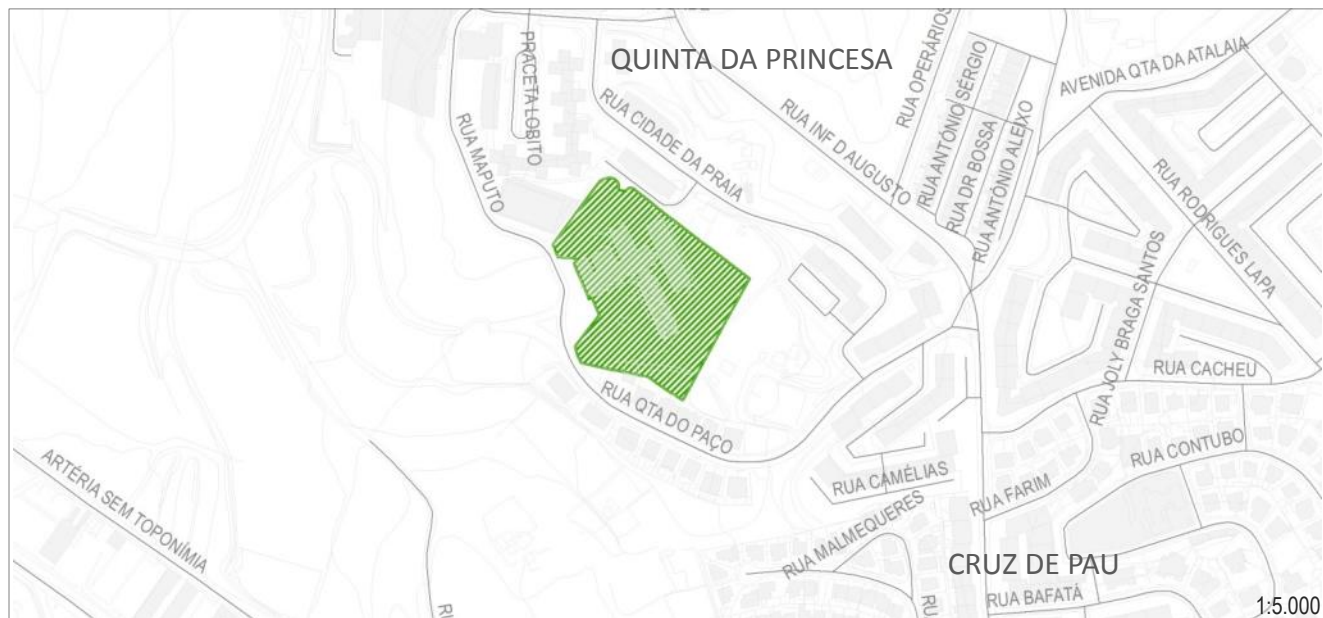 QUINTA DA PRINCESA
PRACETA LOBITO
RUA MAPUTO
RUA CIDADE DA PRAIA
RUA INF D AUGUSTO
RUA OPERÁRIOS
RUA ANTÓNIO SÉRGIO
RUA DR BOSSA
RUA ANTÓNIO ALEIXO
AVENIDA QTA DA ATALAIA
RUA RODRIGUES LAPA
RUA JOLY BRAGA SANTOS
RUA CACHEU
RUA QTA DO PAÇO
RUA CONTUBO
RUA CAMÉLIAS
RUA FARIM
RUA MALMEQUERES
ARTÉRIA SEM TOPONÍMIA
CRUZ DE PAU
RUA BAFATÁ
1:5.000